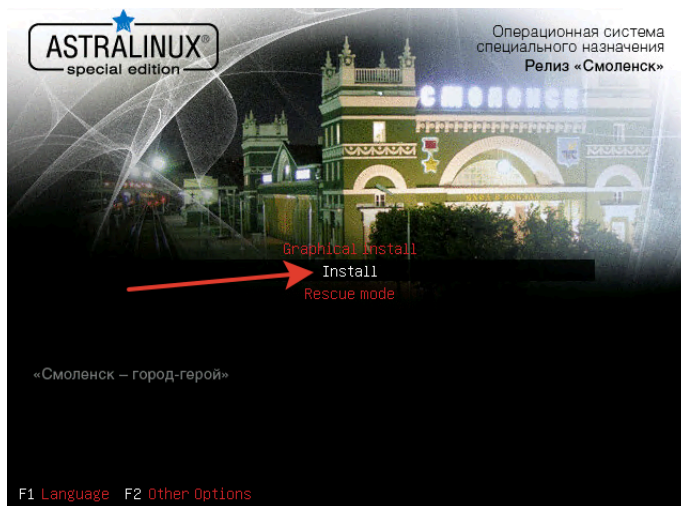 ASTRALINUX®
special edition
Операционная система
специального назначения
Релиз «Смоленск»
СМОЛЕНСК
Graphical install
Install
Rescue mode
«Смоленск – город-герой»
F1 Language F2 Other Options